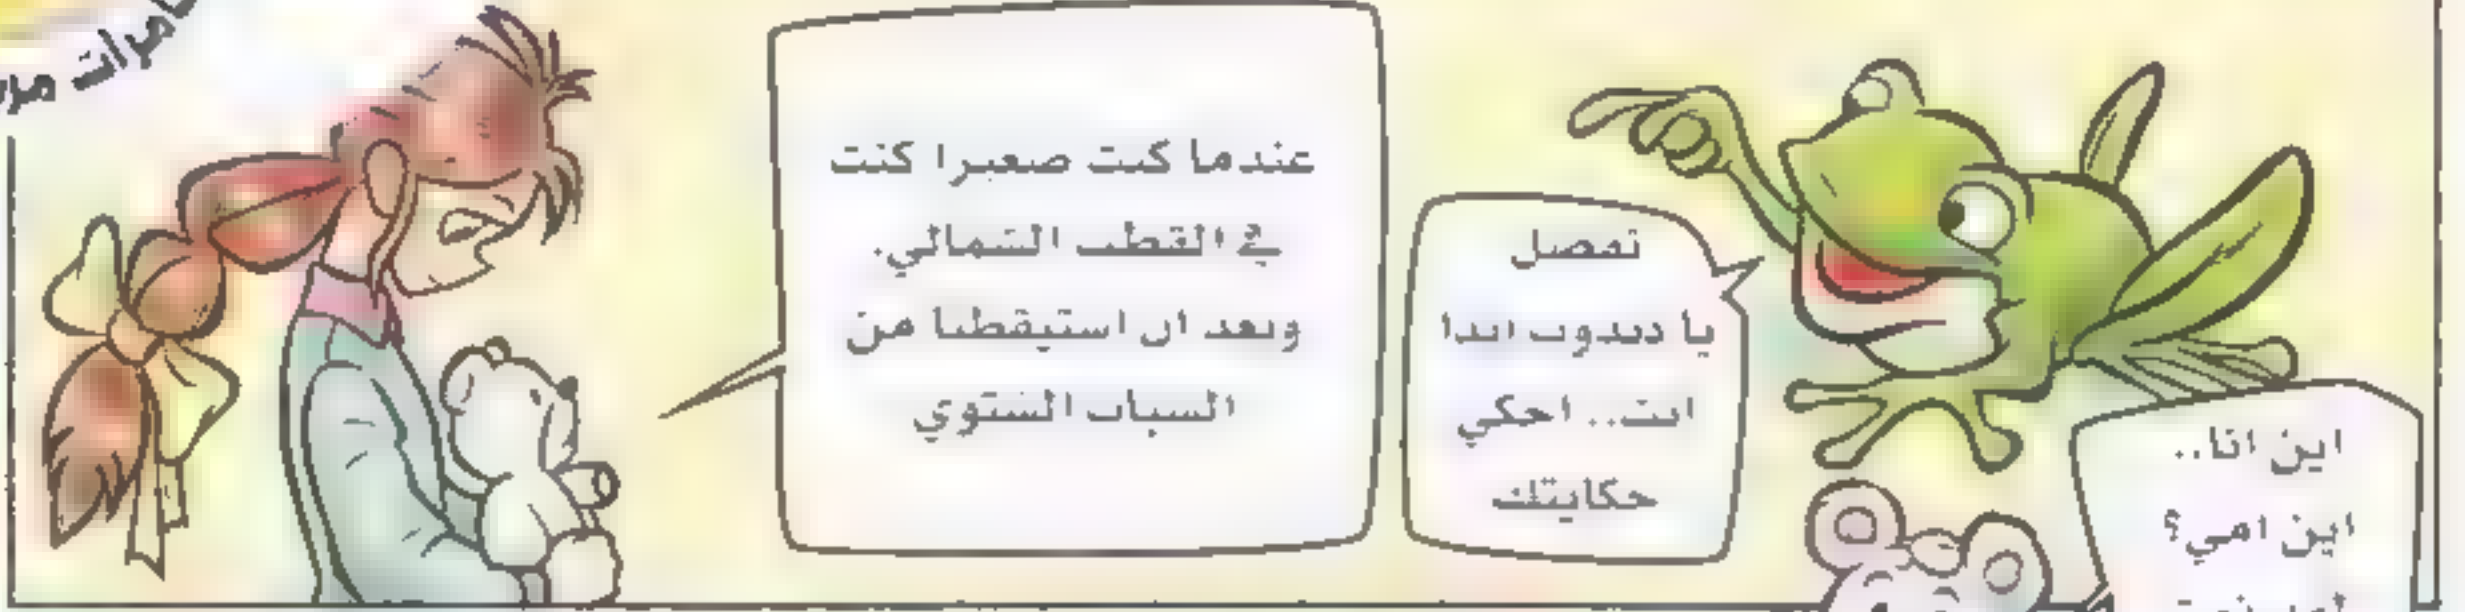 تفضل
يا دبدوب ابدا
انت.. احكي
حكايتك
عندما كنت صغيرا كنت
في القطب الشمالي.
وبعد ان استيقظنا من
السبات الشتوي
اين انا..
اين امي؟